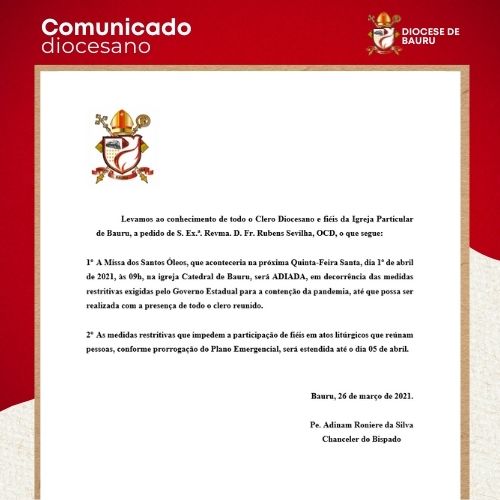 Comunicado
diocesano
DIOCESE DE
BAURU
Levamos ao conhecimento de todo o Clero Diocesano e fiéis da Igreja Particular
de Bauru, a pedido de S. Ex.ª. Revma. D. Fr. Rubens Sevilha, OCD, o que segue:
1º A Missa dos Santos Óleos, que aconteceria na próxima Quinta-Feira Santa, dia 1º de abril
de 2021, às 09h, na igreja Catedral de Bauru, será ADIADA, em decorrência das medidas
restritivas exigidas pelo Governo Estadual para a contenção da pandemia, até que possa ser
realizada com a presença de todo o clero reunido.
2º As medidas restritivas que impedem a participação de fiéis em atos litúrgicos que reúnam
pessoas, conforme prorrogação do Plano Emergencial, será estendida até o dia 05 de abril.
Bauru, 26 de março de 2021.
Pe. Adinam Roniere da Silva
Chanceler do Bispado